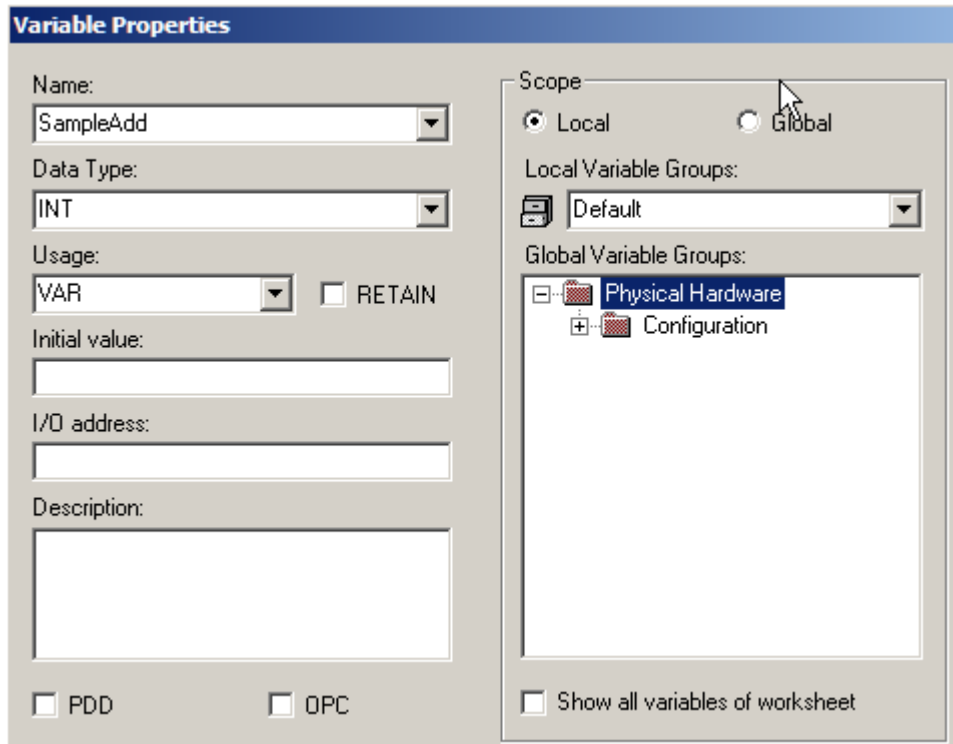 Variable Properties
Name:
SampleAdd
Data Type:
INT
Usage:
VAR
RETAIN
Initial value:
I/O address:
Description:
PDD
OPC
Scope
Local
Global
Local Variable Groups:
Default
Global Variable Groups:
Physical Hardware
Configuration
Show all variables of worksheet